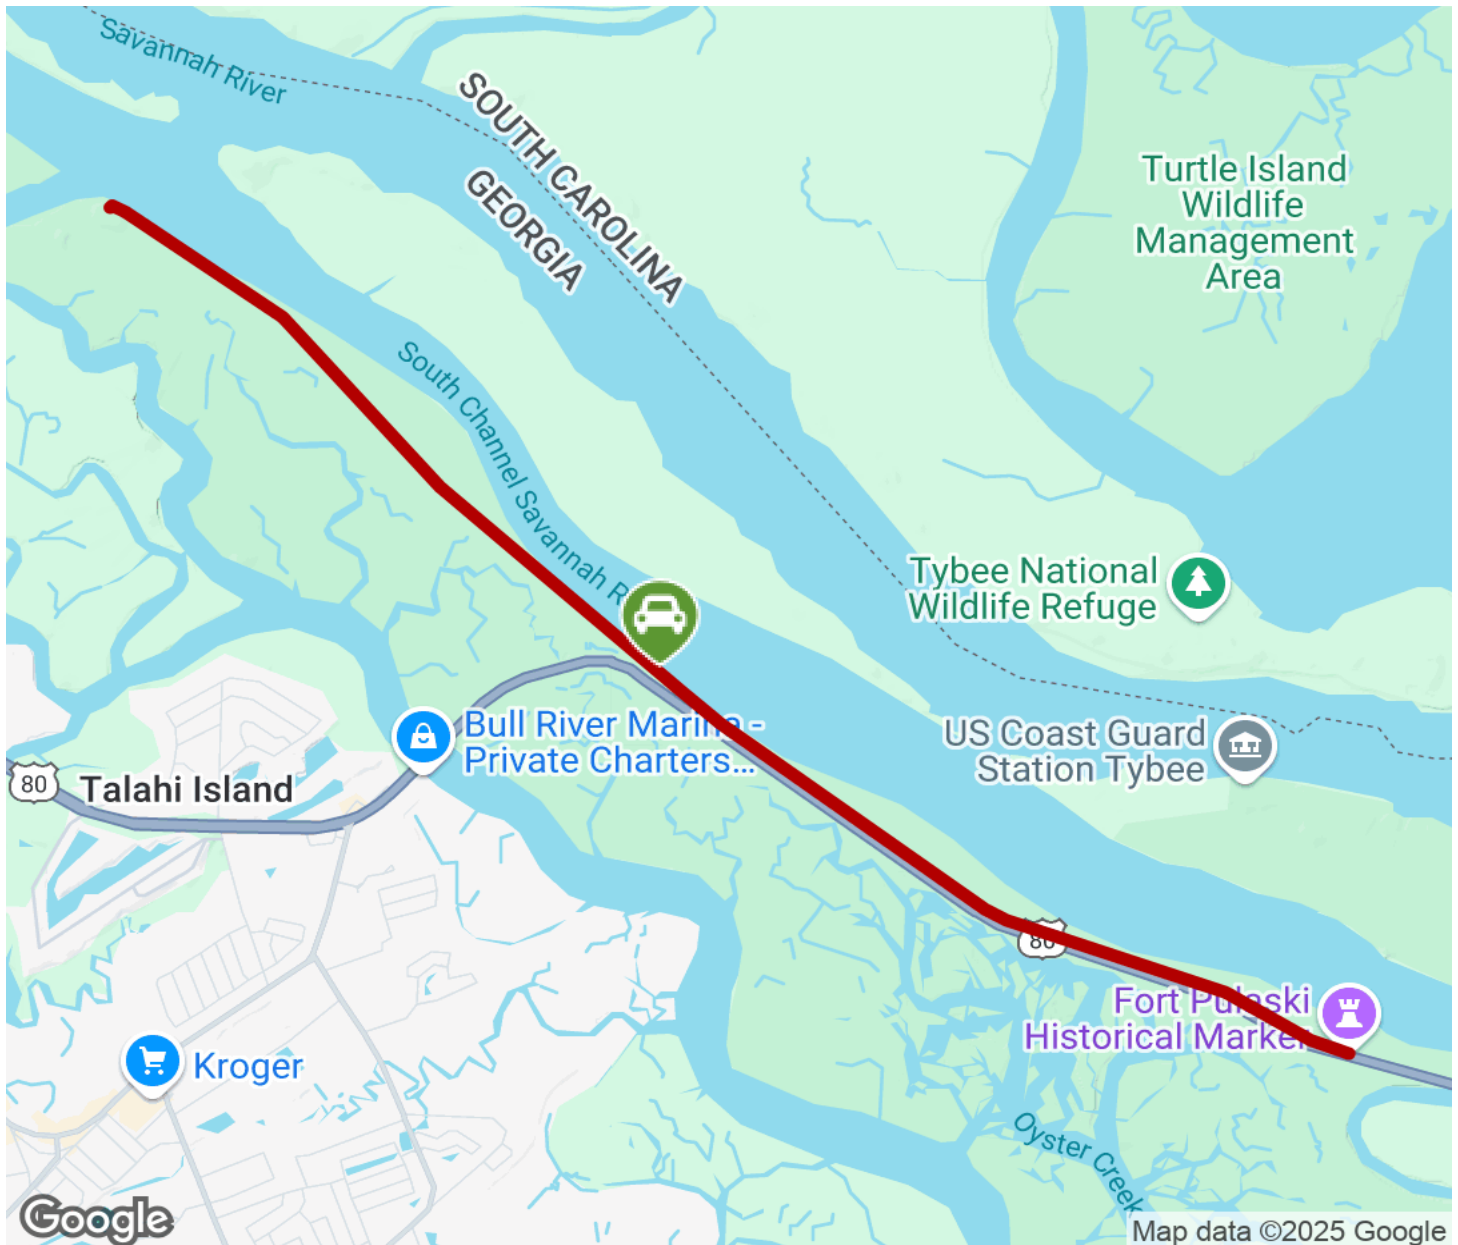 Savannah River
SOUTH CAROLINA
GEORGIA
Turtle Island
Wildlife
Management
Area
South Channel Savannah R
Tybee National
Wildlife Refuge
US Coast Guard
Station Tybee
Bull River Marina -
Private Charters...
80
Talahi Island
80
Fort Pulaski
Historical Marker
Kroger
Oyster Creek
Google
Map data ©2025 Google